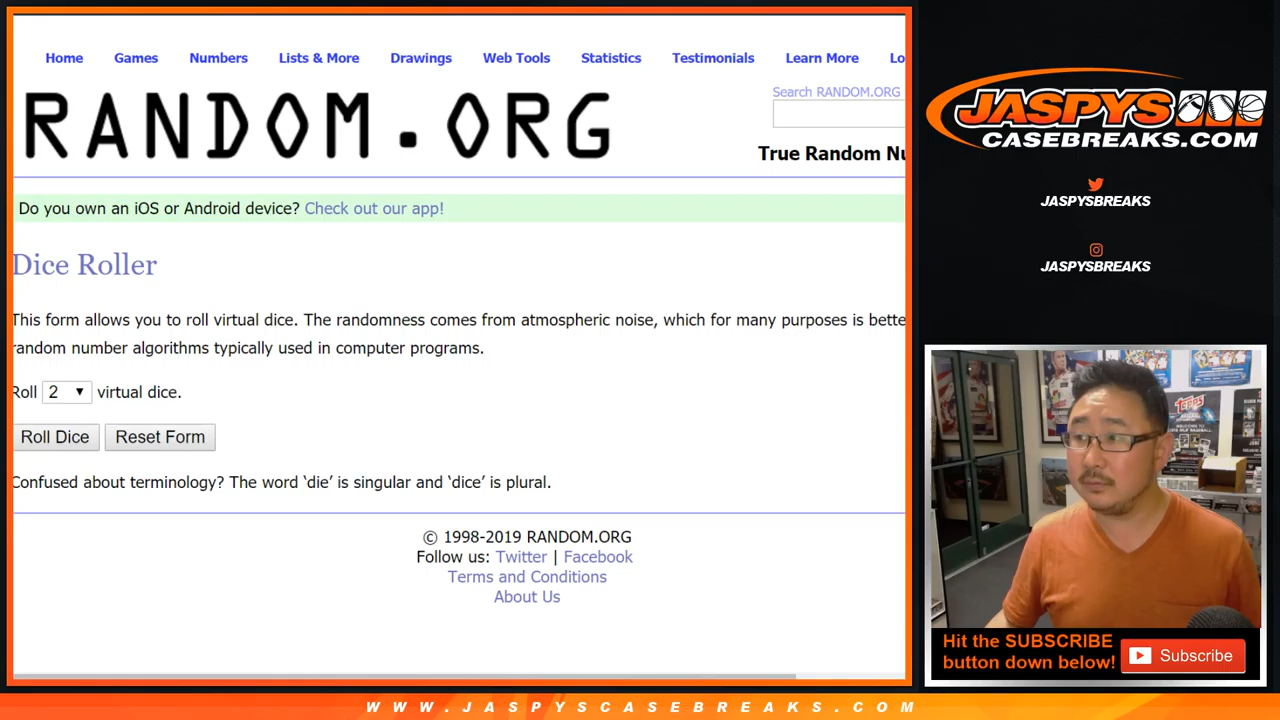 Home Games Numbers Lists & More Drawings Web Tools Statistics Testimonials Learn More Lo
Search RANDOM.ORG
RANDOM.ORG
True Random Nu
Do you own an iOS or Android device? Check out our app!
Dice Roller
This form allows you to roll virtual dice. The randomness comes from atmospheric noise, which for many purposes is bette
random number algorithms typically used in computer programs.
Roll 2 virtual dice.
Roll Dice Reset Form
Confused about terminology? The word ‘die’ is singular and ‘dice’ is plural.
© 1998-2019 RANDOM.ORG
Follow us: Twitter | Facebook
Terms and Conditions
About Us
JASPYS
CASEBREAKS.COM
JASPYSBREAKS
JASPYSBREAKS
TOPPS
Hit the SUBSCRIBE
button down below!
Subscribe
WWW.JASPYSCASEBREAKS.COM